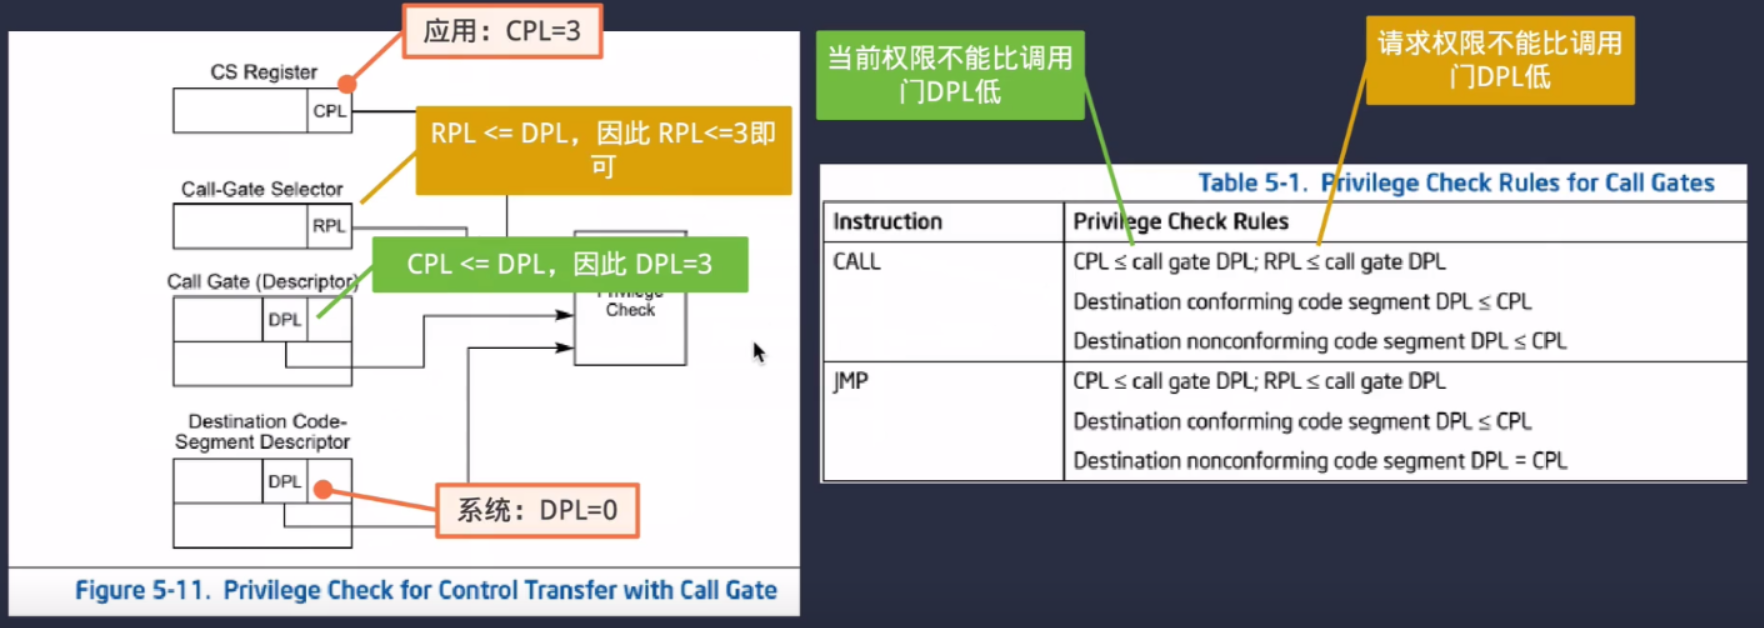 应用：CPL=3
CS Register
CPL
RPL <= DPL，因此 RPL<=3即
可
Call-Gate Selector
RPL
CPL <= DPL，因此 DPL=3
Call Gate (Descriptor)
DPL
Privilege
Check
Destination Code-
Segment Descriptor
DPL
系统：DPL=0
Figure 5-11. Privilege Check for Control Transfer with Call Gate
当前权限不能比调用
门DPL低
请求权限不能比调用
门DPL低
Table 5-1. Privilege Check Rules for Call Gates
Instruction
Privilege Check Rules
CALL
CPL ≤ call gate DPL; RPL ≤ call gate DPL
Destination conforming code segment DPL ≤ CPL
Destination nonconforming code segment DPL ≤ CPL
JMP
CPL ≤ call gate DPL; RPL ≤ call gate DPL
Destination conforming code segment DPL ≤ CPL
Destination nonconforming code segment DPL = CPL